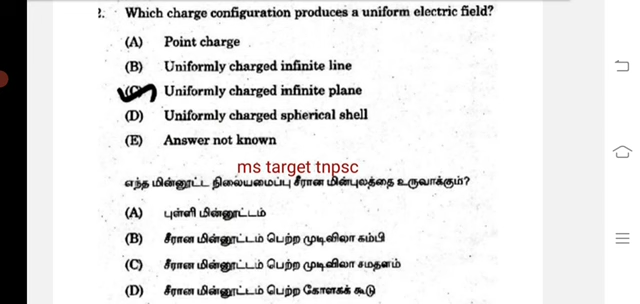 2. Which charge configuration produces a uniform electric field?
(A) Point charge
(B) Uniformly charged infinite line
(C) Uniformly charged infinite plane
(D) Uniformly charged spherical shell
(E) Answer not known
ms target tnpsc
எந்த மின்னூட்ட நிலையமைப்பு சீரான மின்புலத்தை உருவாக்கும்?
(A) புள்ளி மின்னூட்டம்
(B) சீரான மின்னூட்டம் பெற்ற முடிவிலா கம்பி
(C) சீரான மின்னூட்டம் பெற்ற முடிவிலா சமதளம்
(D) சீரான மின்னூட்டம் பெற்ற கோளகக் கூடு